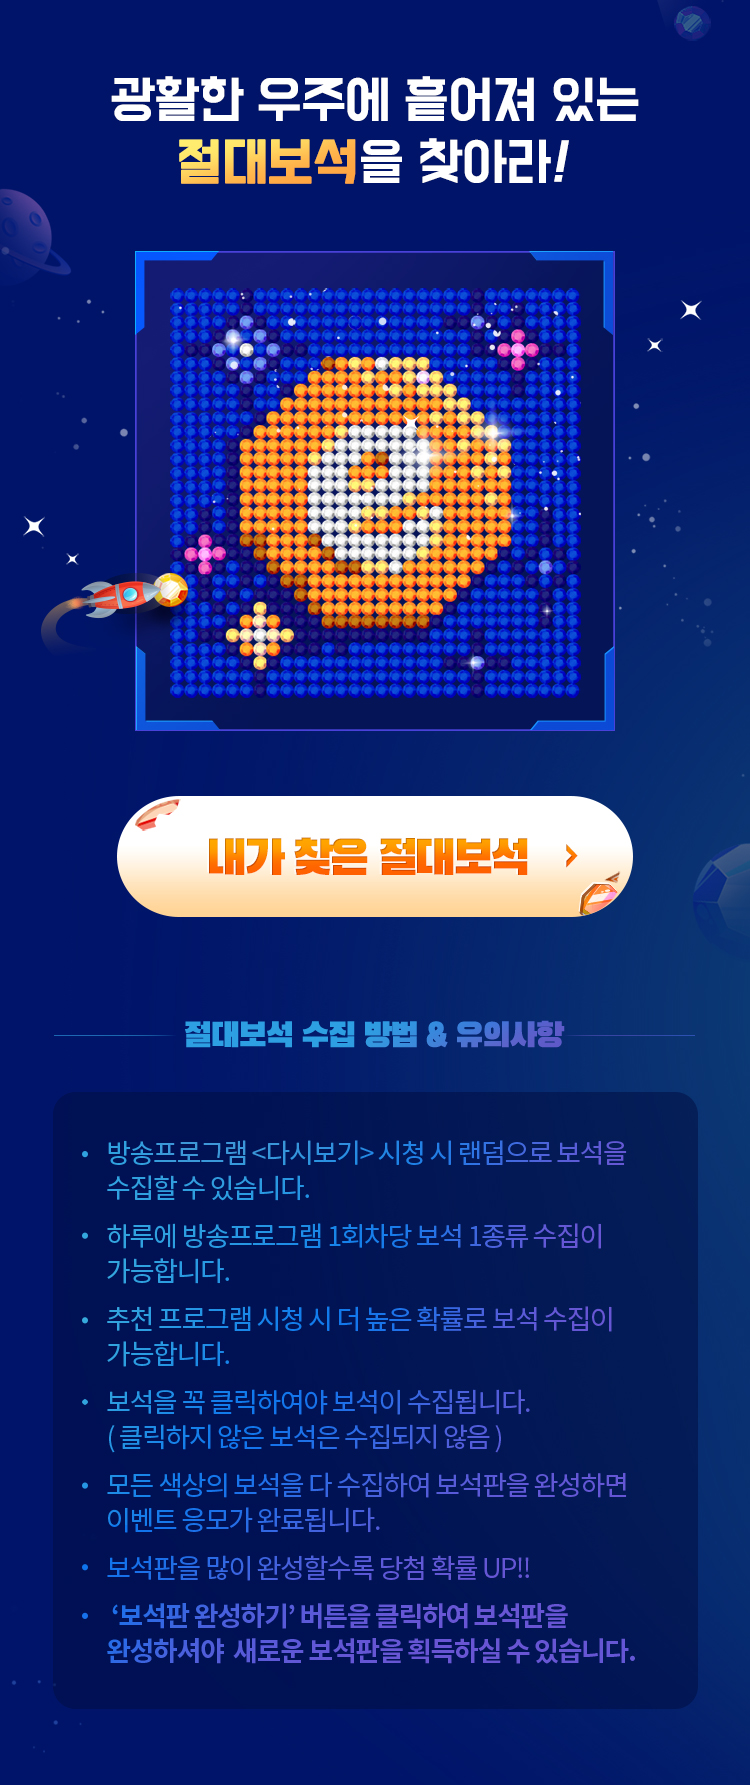 광활한 우주에 흩어져 있는
절대보석을 찾아라!
e
내가 찾은 절대보석
절대보석 수집 방법 & 유의사항
• 방송프로그램 <다시보기> 시청 시 랜덤으로 보석을
수집할 수 있습니다.
• 하루에 방송프로그램 1회차당 보석 1종류 수집이
가능합니다.
• 추천 프로그램 시청 시 더 높은 확률로 보석 수집이
가능합니다.
• 보석을 꼭 클릭하여야 보석이 수집됩니다.
( 클릭하지 않은 보석은 수집되지 않음 )
• 모든 색상의 보석을 다 수집하여 보석판을 완성하면
이벤트 응모가 완료됩니다.
• 보석판을 많이 완성할수록 당첨 확률 UP!!
• ‘보석판 완성하기’ 버튼을 클릭하여 보석판을
완성하셔야 새로운 보석판을 획득하실 수 있습니다.